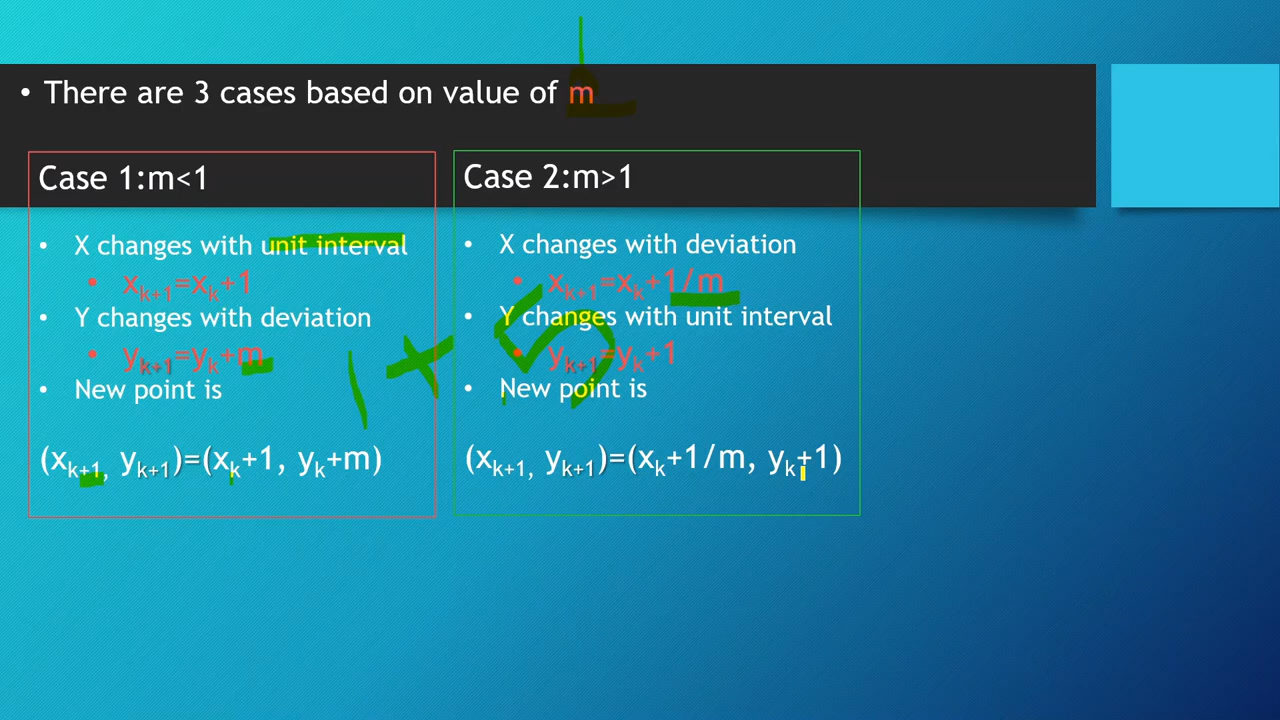 • There are 3 cases based on value of m
Case 1:m<1
• X changes with unit interval
• xk+1=xk+1
• Y changes with deviation
• yk+1=yk+m
• New point is
(xk+1, yk+1)=(xk+1, yk+m)
Case 2:m>1
• X changes with deviation
• xk+1=xk+1/m
• Y changes with unit interval
• yk+1=yk+1
• New point is
(xk+1, yk+1)=(xk+1/m, yk+1)
1+5